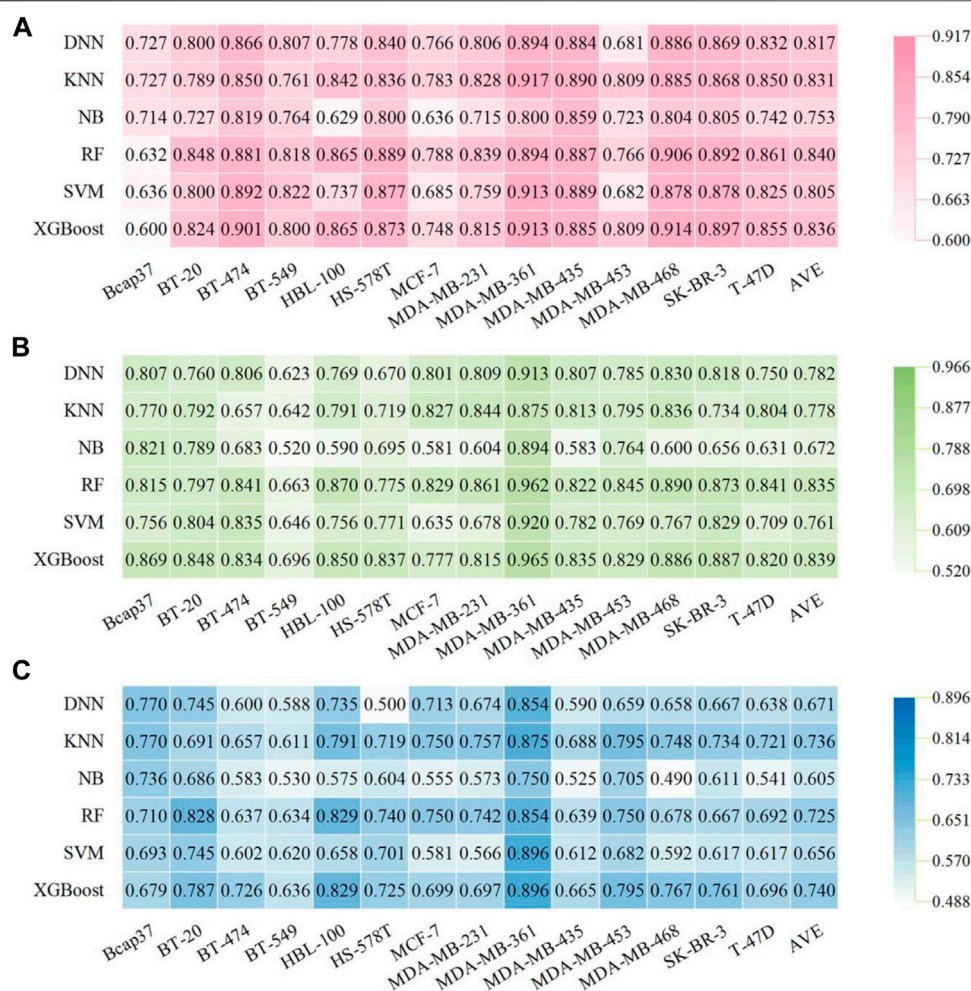 A
DNN 0.727 0.800 0.866 0.807 0.778 0.840 0.766 0.806 0.894 0.884 0.681 0.886 0.869 0.832 0.817
KNN 0.727 0.789 0.850 0.761 0.842 0.836 0.783 0.828 0.917 0.890 0.809 0.885 0.868 0.850 0.831
NB 0.714 0.727 0.819 0.764 0.629 0.800 0.636 0.715 0.800 0.859 0.723 0.804 0.805 0.742 0.753
RF 0.632 0.848 0.881 0.818 0.865 0.889 0.788 0.839 0.894 0.887 0.766 0.906 0.892 0.861 0.840
SVM 0.636 0.800 0.892 0.822 0.737 0.877 0.685 0.759 0.913 0.889 0.682 0.878 0.878 0.825 0.805
XGBoost 0.600 0.824 0.901 0.800 0.865 0.873 0.748 0.815 0.913 0.885 0.809 0.914 0.897 0.855 0.836
Bcap37 BT-20 BT-474 BT-549 HBL-100 HS-578T MCF-7 MDA-MB-231 MDA-MB-361 MDA-MB-435 MDA-MB-453 MDA-MB-468 SK-BR-3 T-47D AVE
0.917
0.854
0.790
0.727
0.663
0.600
B
DNN 0.807 0.760 0.806 0.623 0.769 0.670 0.801 0.809 0.913 0.807 0.785 0.830 0.818 0.750 0.782
KNN 0.770 0.792 0.657 0.642 0.791 0.719 0.827 0.844 0.875 0.813 0.795 0.836 0.734 0.804 0.778
NB 0.821 0.789 0.683 0.520 0.590 0.695 0.581 0.604 0.894 0.583 0.764 0.600 0.656 0.631 0.672
RF 0.815 0.797 0.841 0.663 0.870 0.775 0.829 0.861 0.962 0.822 0.845 0.890 0.873 0.841 0.835
SVM 0.756 0.804 0.835 0.646 0.756 0.771 0.635 0.678 0.920 0.782 0.769 0.767 0.829 0.709 0.761
XGBoost 0.869 0.848 0.834 0.696 0.850 0.837 0.777 0.815 0.965 0.835 0.829 0.886 0.887 0.820 0.839
Bcap37 BT-20 BT-474 BT-549 HBL-100 HS-578T MCF-7 MDA-MB-231 MDA-MB-361 MDA-MB-435 MDA-MB-453 MDA-MB-468 SK-BR-3 T-47D AVE
0.966
0.877
0.788
0.698
0.609
0.520
C
DNN 0.770 0.745 0.600 0.588 0.735 0.500 0.713 0.674 0.854 0.590 0.659 0.658 0.667 0.638 0.671
KNN 0.770 0.691 0.657 0.611 0.791 0.719 0.750 0.757 0.875 0.688 0.795 0.748 0.734 0.721 0.736
NB 0.736 0.686 0.583 0.530 0.575 0.604 0.555 0.573 0.750 0.525 0.705 0.490 0.611 0.541 0.605
RF 0.710 0.828 0.637 0.634 0.829 0.740 0.750 0.742 0.854 0.639 0.750 0.678 0.667 0.692 0.725
SVM 0.693 0.745 0.602 0.620 0.658 0.701 0.581 0.566 0.896 0.612 0.682 0.592 0.617 0.617 0.656
XGBoost 0.679 0.787 0.726 0.636 0.829 0.725 0.699 0.697 0.896 0.665 0.795 0.767 0.761 0.696 0.740
Bcap37 BT-20 BT-474 BT-549 HBL-100 HS-578T MCF-7 MDA-MB-231 MDA-MB-361 MDA-MB-435 MDA-MB-453 MDA-MB-468 SK-BR-3 T-47D AVE
0.896
0.814
0.733
0.651
0.570
0.488